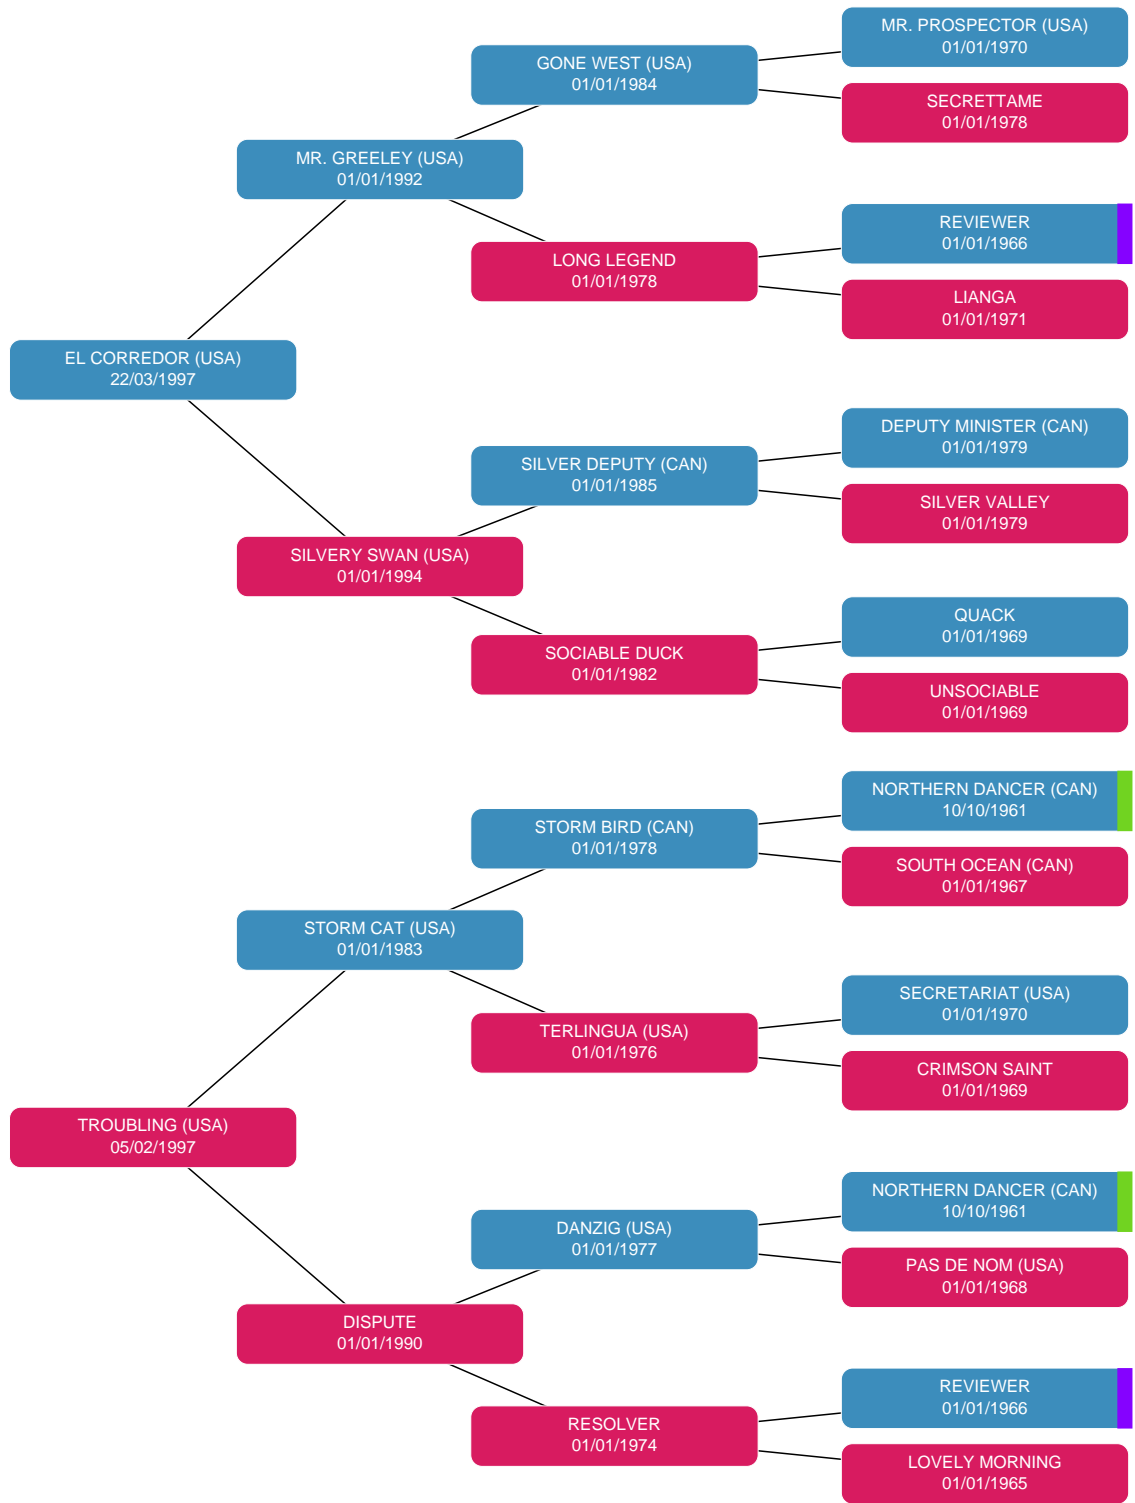 MR. PROSPECTOR (USA)
01/01/1970
GONE WEST (USA)
01/01/1984
SECRETTAME
01/01/1978
MR. GREELEY (USA)
01/01/1992
REVIEWER
01/01/1966
LONG LEGEND
01/01/1978
LIANGA
01/01/1971
EL CORREDOR (USA)
22/03/1997
DEPUTY MINISTER (CAN)
01/01/1979
SILVER DEPUTY (CAN)
01/01/1985
SILVER VALLEY
01/01/1979
SILVERY SWAN (USA)
01/01/1994
QUACK
01/01/1969
SOCIABLE DUCK
01/01/1982
UNSOCIABLE
01/01/1969
NORTHERN DANCER (CAN)
10/10/1961
STORM BIRD (CAN)
01/01/1978
SOUTH OCEAN (CAN)
01/01/1967
STORM CAT (USA)
01/01/1983
SECRETARIAT (USA)
01/01/1970
TERLINGUA (USA)
01/01/1976
CRIMSON SAINT
01/01/1969
TROUBLING (USA)
05/02/1997
NORTHERN DANCER (CAN)
10/10/1961
DANZIG (USA)
01/01/1977
PAS DE NOM (USA)
01/01/1968
DISPUTE
01/01/1990
REVIEWER
01/01/1966
RESOLVER
01/01/1974
LOVELY MORNING
01/01/1965